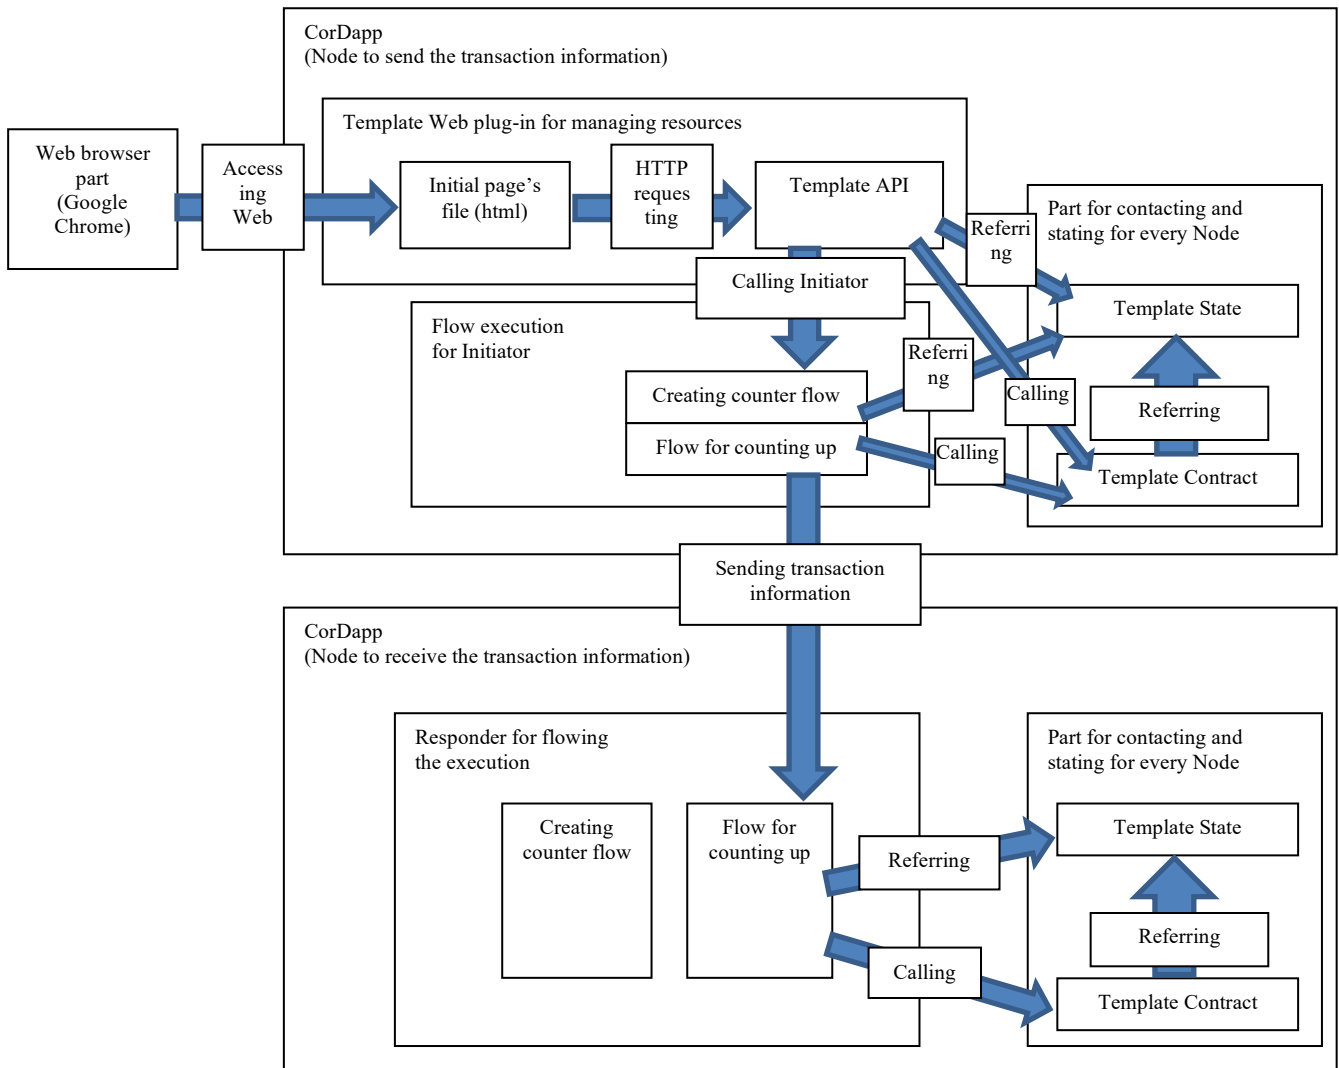 CorDapp
(Node to send the transaction information)
Template Web plug-in for managing resources
Web browser
part
(Google
Chrome)
Access
ing
Web
Initial page’s
file (html)
HTTP
reques
ting
Template API
Part for contacting and
stating for every Node
Referri
ng
Calling Initiator
Template State
Flow execution
for Initiator
Referri
ng
Creating counter flow
Calling
Referring
Flow for counting up
Calling
Template Contract
Sending transaction
information
CorDapp
(Node to receive the transaction information)
Responder for flowing
the execution
Part for contacting and
stating for every Node
Creating
counter flow
Flow for
counting up
Template State
Referring
Referring
Calling
Template Contract